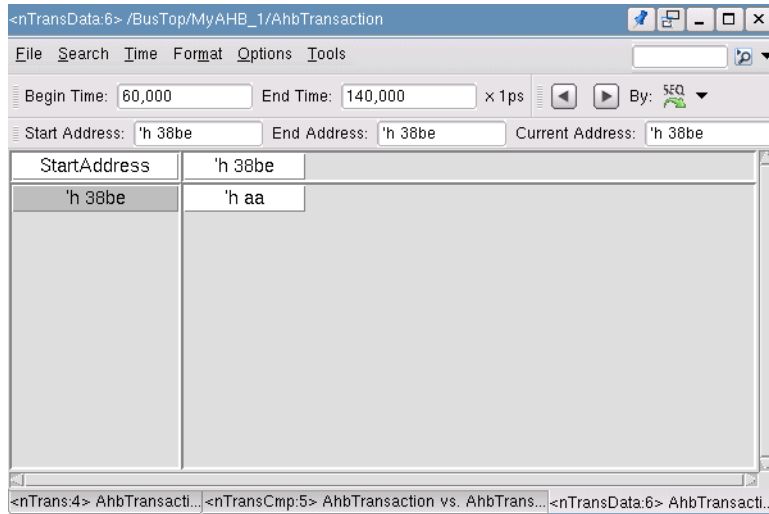 <nTransData:6> /BusTop/MyAHB_1/AhbTransaction
File Search Time Format Options Tools
Begin Time: 60,000 End Time: 140,000 x 1ps By: SEQ
Start Address: 'h 38be End Address: 'h 38be Current Address: 'h 38be
StartAddress 'h 38be
'h 38be 'h aa
<nTrans:4> AhbTransacti... <nTransCmp:5> AhbTransaction vs. AhbTrans... <nTransData:6> AhbTransacti...